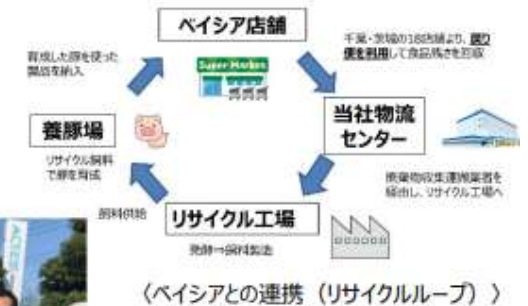 ベイシア店舗
Super Market
千葉・茨城の18店舗より、戻り
便を利用して食品残さを回収
当社物流
センター
廃棄物収集運搬業者を
経由し、リサイクル工場へ
リサイクル工場
発酵⇒飼料製造
飼料供給
養豚場
リサイクル飼料
で豚を育成
育成した豚を使った
製品を納入
〈ベイシアとの連携（リサイクルループ）〉